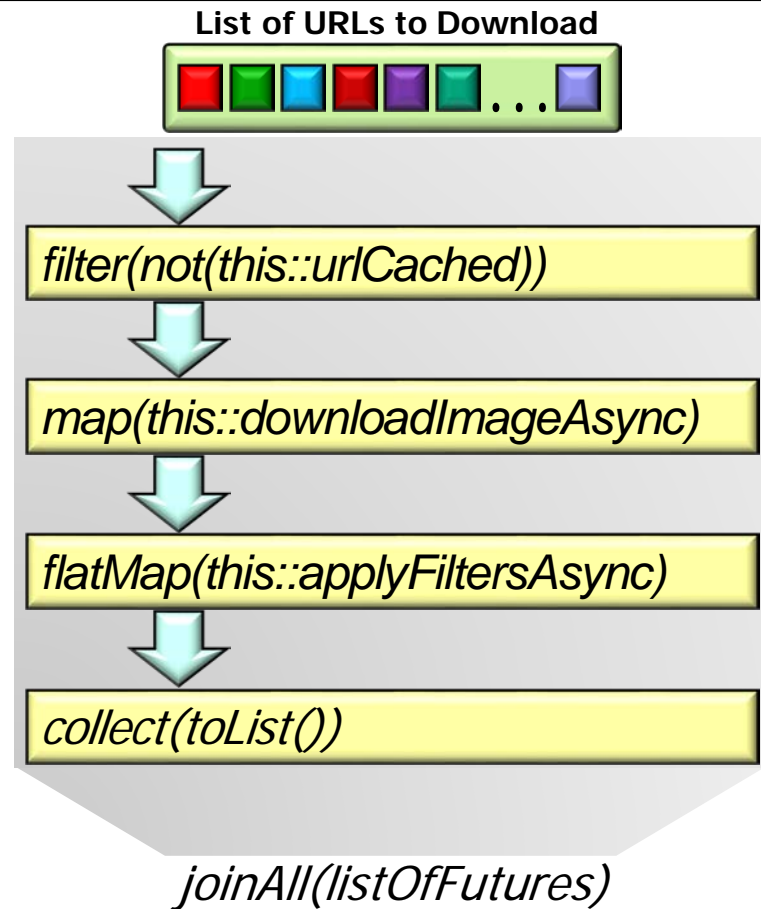 List of URLs to Download
...
filter(not(this::urlCached))
map(this::downloadImageAsync)
flatMap(this::applyFiltersAsync)
collect(toList())
joinAll(listOfFutures)